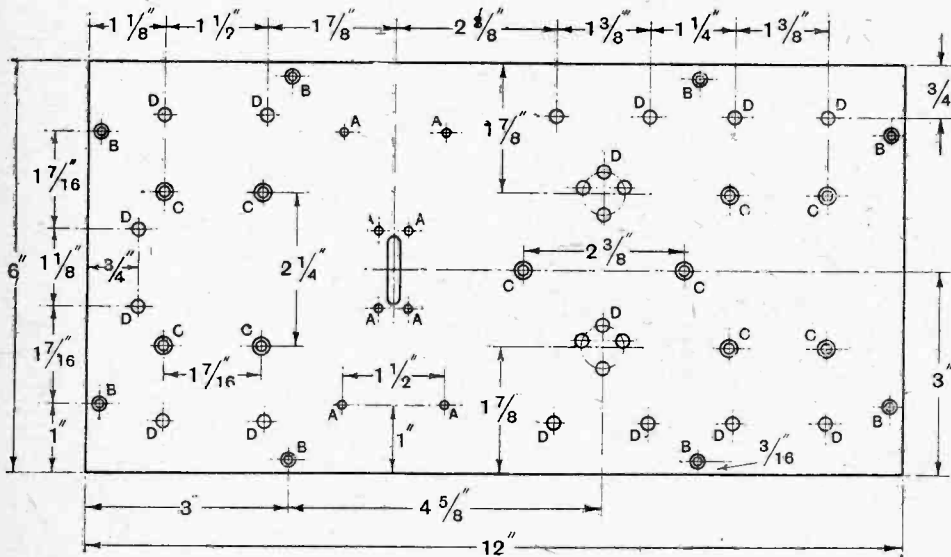 1 1/8" 1 1/2" 1 7/8" 2 3/8" 1 3/8" 1 1/4" 1 3/8"
B B 3/4
D D D D D D
B A A 1 7/8" B
1 7/16" D
C C C C
D A A
6" 1 1/8" 3/4" 2 1/4" 2 3/8"
C C
D A A D
1 7/16" C C C C 3"
1 7/16" 1 1/2" 1 7/8
B A A B
1" D D 1" D D D D
B B 3/16"
3" 4 5/8"
12"